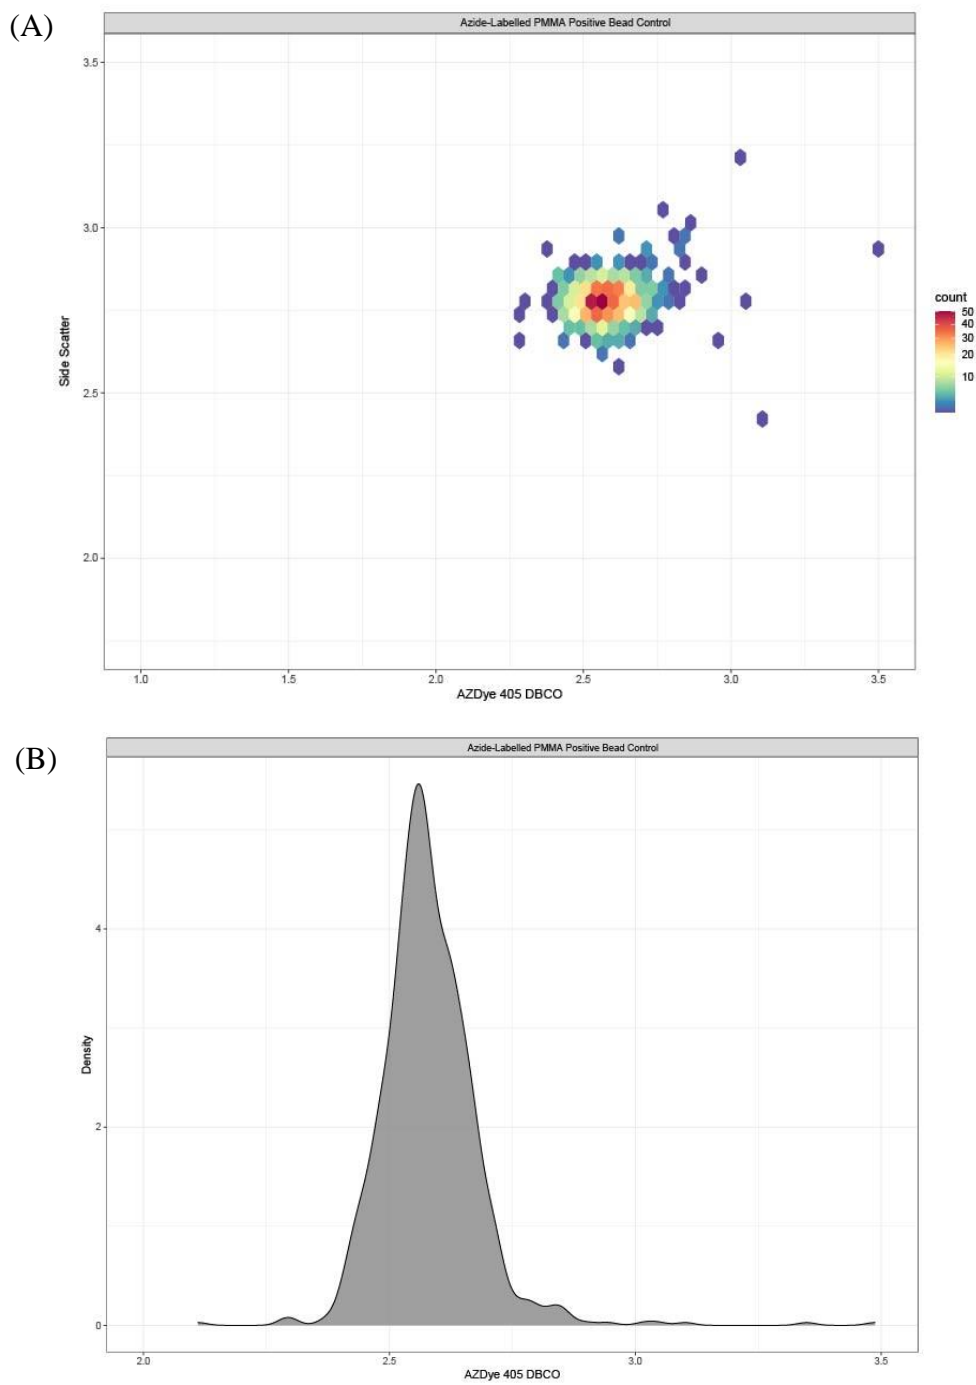 (A)
Azide-Labelled PMMA Positive Bead Control
3.5
3.0
2.5
2.0
Side Scatter
1.0 1.5 2.0 2.5 3.0 3.5
AZDye 405 DBCO
count
50
40
30
20
10
(B)
Azide-Labelled PMMA Positive Bead Control
4
2
0
Density
2.0 2.5 3.0 3.5
AZDye 405 DBCO